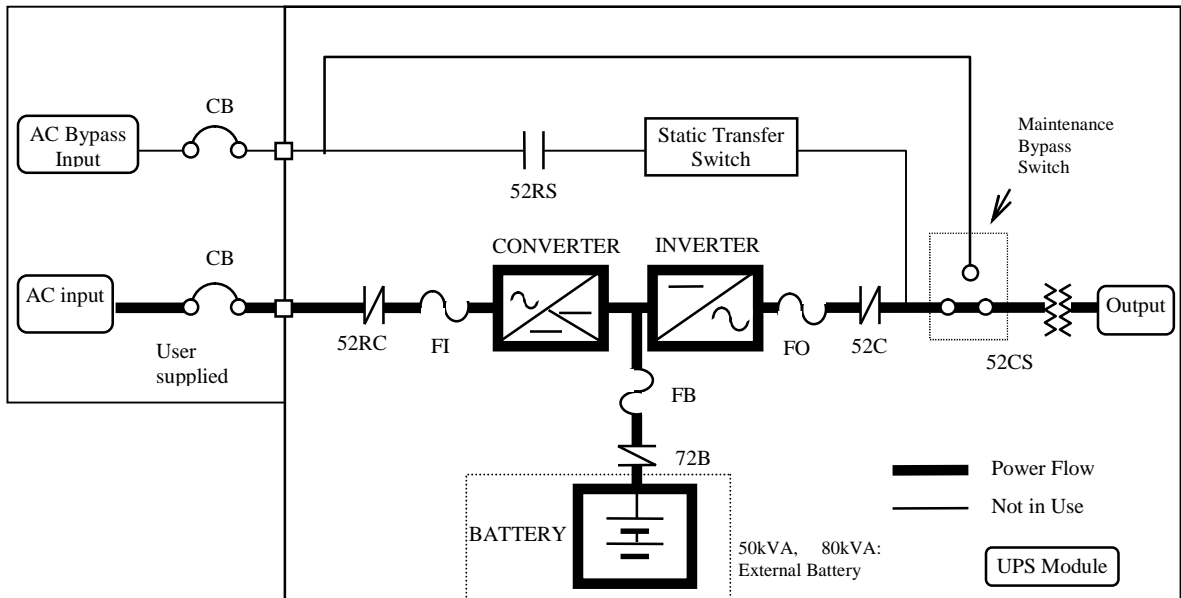 CB
AC Bypass
Input
Static Transfer
Switch
Maintenance
Bypass
Switch
52RS
CB
CONVERTER
INVERTER
AC input
Output
52RC
FI
FO
52C
52CS
User
supplied
FB
72B
BATTERY
50kVA, 80kVA:
External Battery
Power Flow
Not in Use
UPS Module